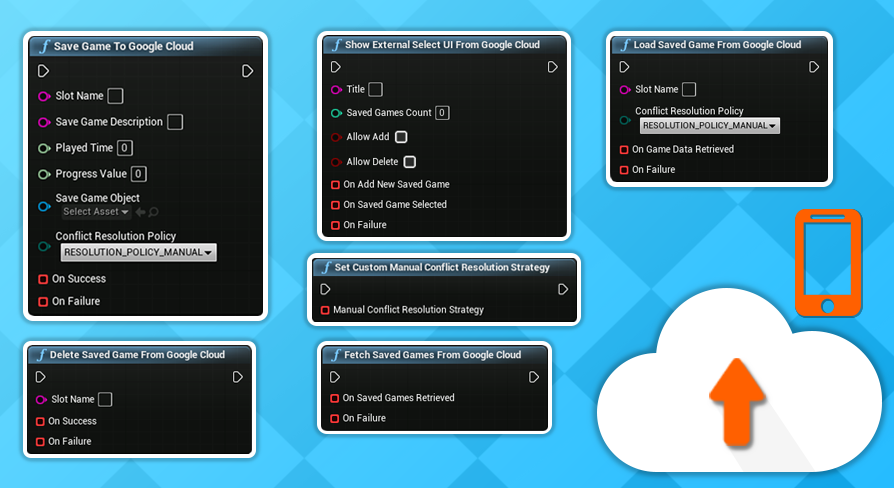 f Save Game To Google Cloud
Slot Name
Save Game Description
Played Time 0
Progress Value 0
Save Game Object
Select Asset
Conflict Resolution Policy
RESOLUTION_POLICY_MANUAL
On Success
On Failure
f Show External Select UI From Google Cloud
Title
Saved Games Count 0
Allow Add
Allow Delete
On Add New Saved Game
On Saved Game Selected
On Failure
f Load Saved Game From Google Cloud
Slot Name
Conflict Resolution Policy
RESOLUTION_POLICY_MANUAL
On Game Data Retrieved
On Failure
f Set Custom Manual Conflict Resolution Strategy
Manual Conflict Resolution Strategy
f Delete Saved Game From Google Cloud
Slot Name
On Success
On Failure
f Fetch Saved Games From Google Cloud
On Saved Games Retrieved
On Failure